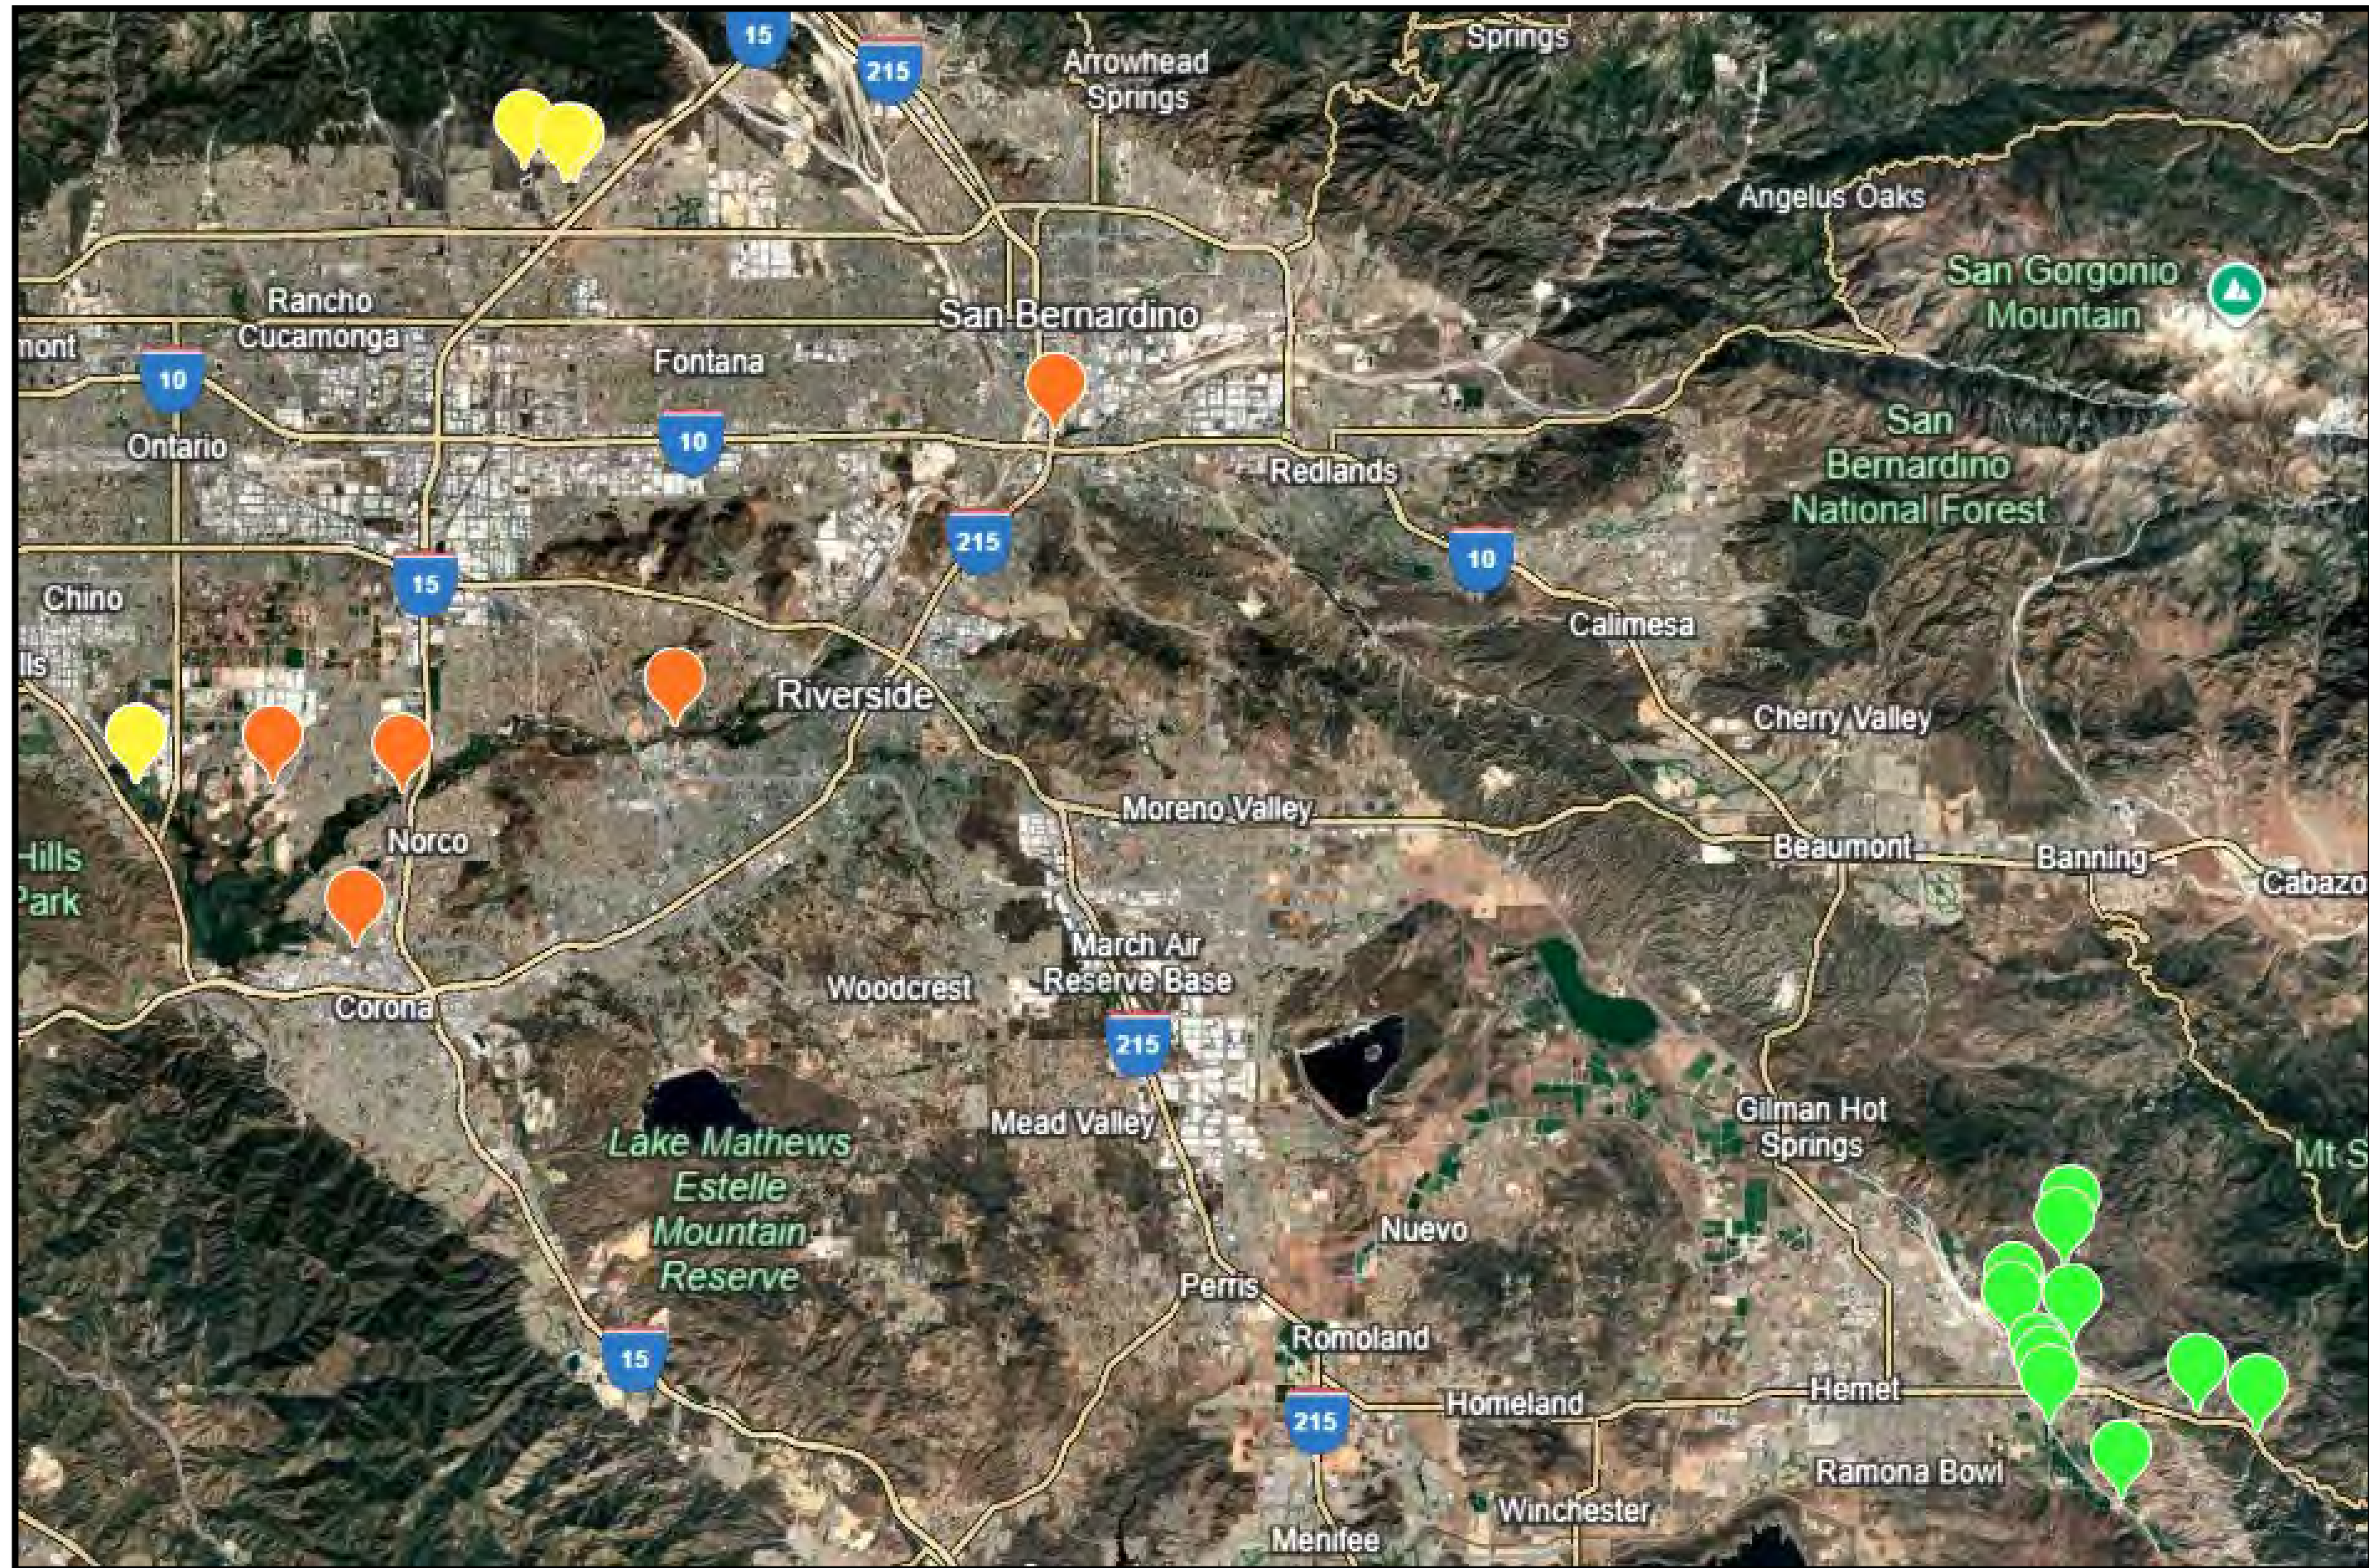 15
215
Arrowhead
Springs
Springs
Angelus Oaks
San Gorgonio
Mountain
Rancho
Cucamonga
San Bernardino
mont
10
Fontana
10
Ontario
Redlands
San
Bernardino
National Forest
215
10
15
Chino
lls
Calimesa
Riverside
Cherry Valley
Moreno Valley
Norco
Beaumont
Banning
Cabazo
Hills
Park
March Air
Reserve Base
Woodcrest
Corona
215
Mead Valley
Gilman Hot
Springs
Lake Mathews
Estelle
Mountain
Reserve
Mt S
Nuevo
Perris
Romoland
15
Hemet
Homeland
215
Ramona Bowl
Winchester
Menifee